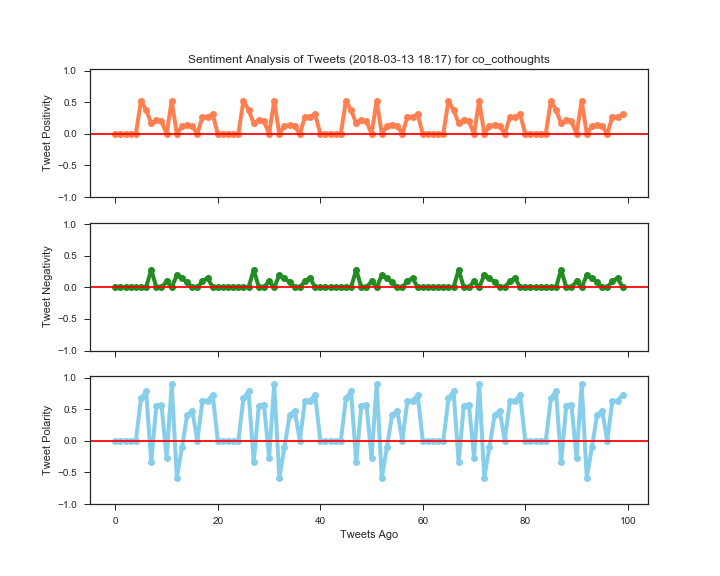 Sentiment Analysis of Tweets (2018-03-13 18:17) for co_cothoughts
1.0
0.5
0.0
−0.5
−1.0
Tweet Positivity
1.0
0.5
0.0
−0.5
−1.0
Tweet Negativity
1.0
0.5
0.0
−0.5
−1.0
Tweet Polarity
0 20 40 60 80 100
Tweets Ago